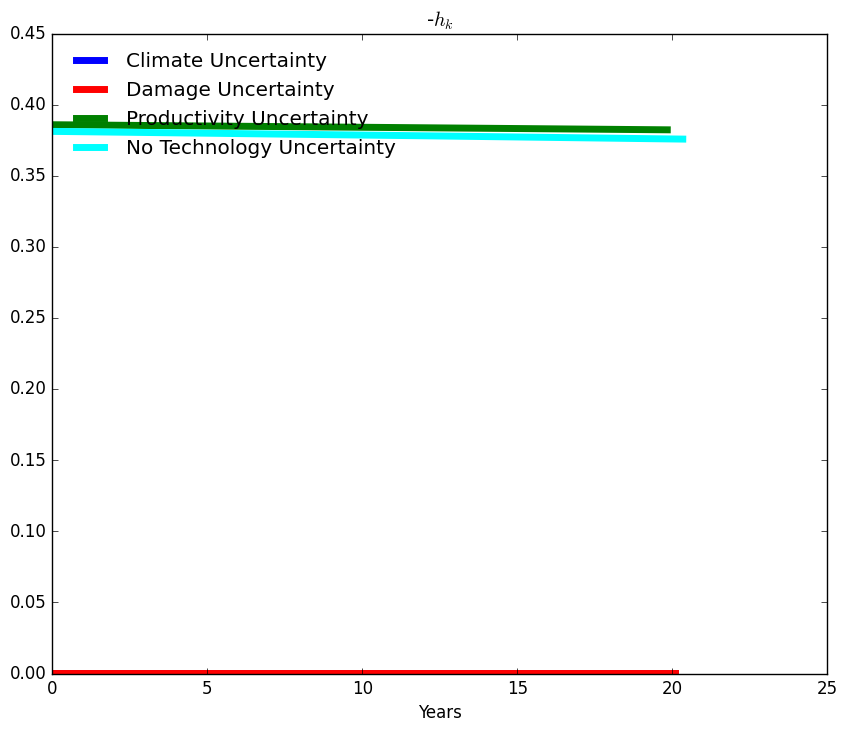 -h_k
0.45
Climate Uncertainty
Damage Uncertainty
0.40
Productivity Uncertainty
No Technology Uncertainty
0.35
0.30
0.25
0.20
0.15
0.10
0.05
0.00
0 5 10 15 20 25
Years